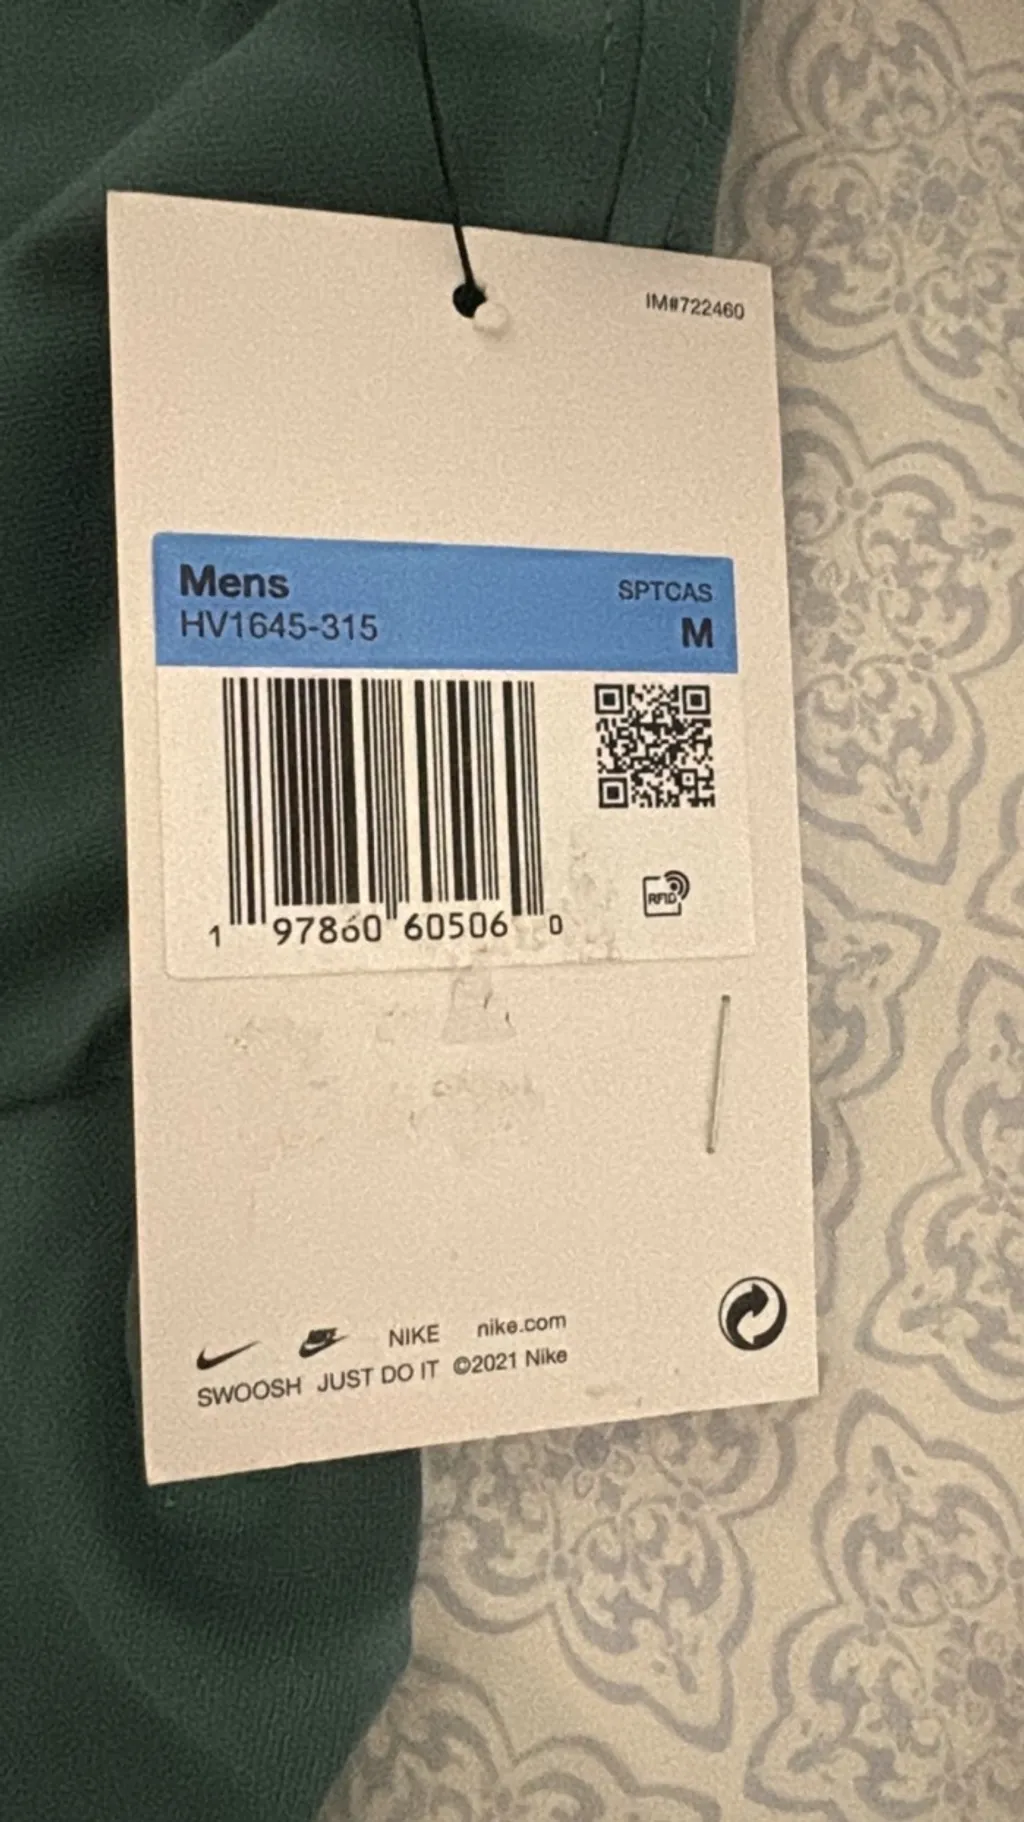 IM#722460
Mens
SPTCAS
HV1645-315
M
1 97860 60506 0
RFID
NIKE nike.com
SWOOSH JUST DO IT ©2021 Nike